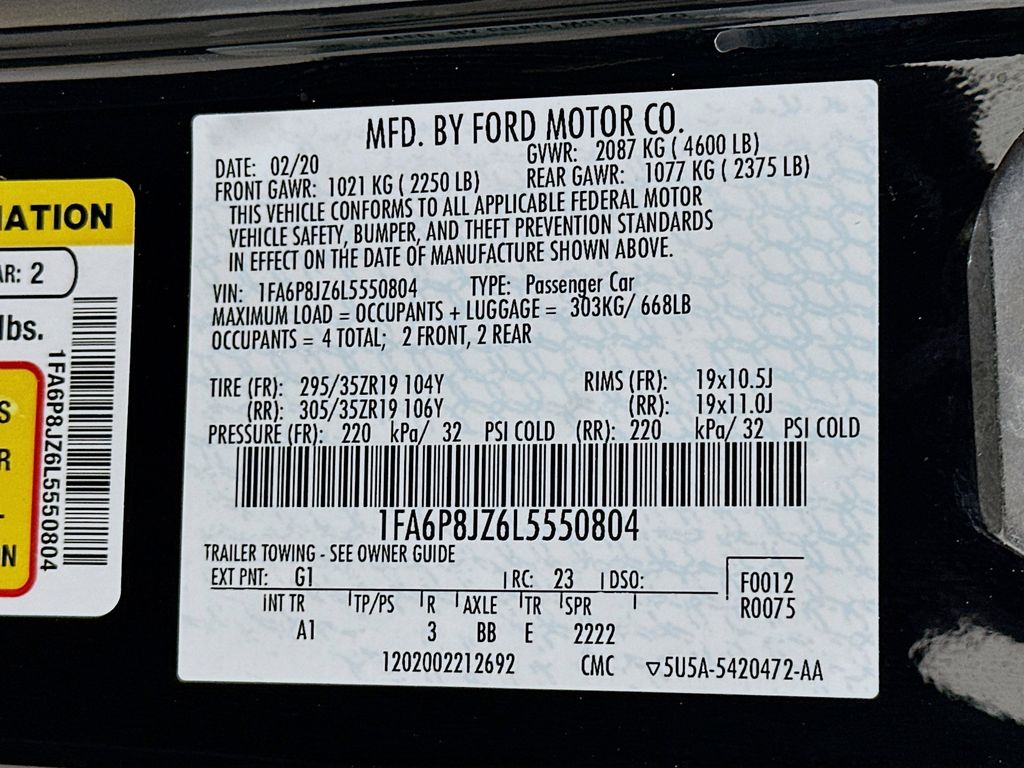 MFD. BY FORD MOTOR CO.
DATE: 02/20 GVWR: 2087 KG ( 4600 LB)
FRONT GAWR: 1021 KG ( 2250 LB) REAR GAWR: 1077 KG ( 2375 LB)
THIS VEHICLE CONFORMS TO ALL APPLICABLE FEDERAL MOTOR
VEHICLE SAFETY, BUMPER, AND THEFT PREVENTION STANDARDS
IN EFFECT ON THE DATE OF MANUFACTURE SHOWN ABOVE.
VIN: 1FA6P8JZ6L5550804 TYPE: Passenger Car
MAXIMUM LOAD = OCCUPANTS + LUGGAGE = 303KG/ 668LB
OCCUPANTS = 4 TOTAL; 2 FRONT, 2 REAR
TIRE (FR): 295/35ZR19 104Y RIMS (FR): 19x10.5J
(RR): 305/35ZR19 106Y (RR): 19x11.0J
PRESSURE (FR): 220 kPa/ 32 PSI COLD (RR): 220 kPa/ 32 PSI COLD
1FA6P8JZ6L5550804
TRAILER TOWING - SEE OWNER GUIDE
EXT PNT: G1 RC: 23 DSO: F0012
R0075
INT TR TP/PS R AXLE TR SPR
A1 3 BB E 2222
1202002212692 CMC ▽5U5A-5420472-AA
MATION
AR: 2
lbs.
1FA6P8JZ6L5550804
S
R
N